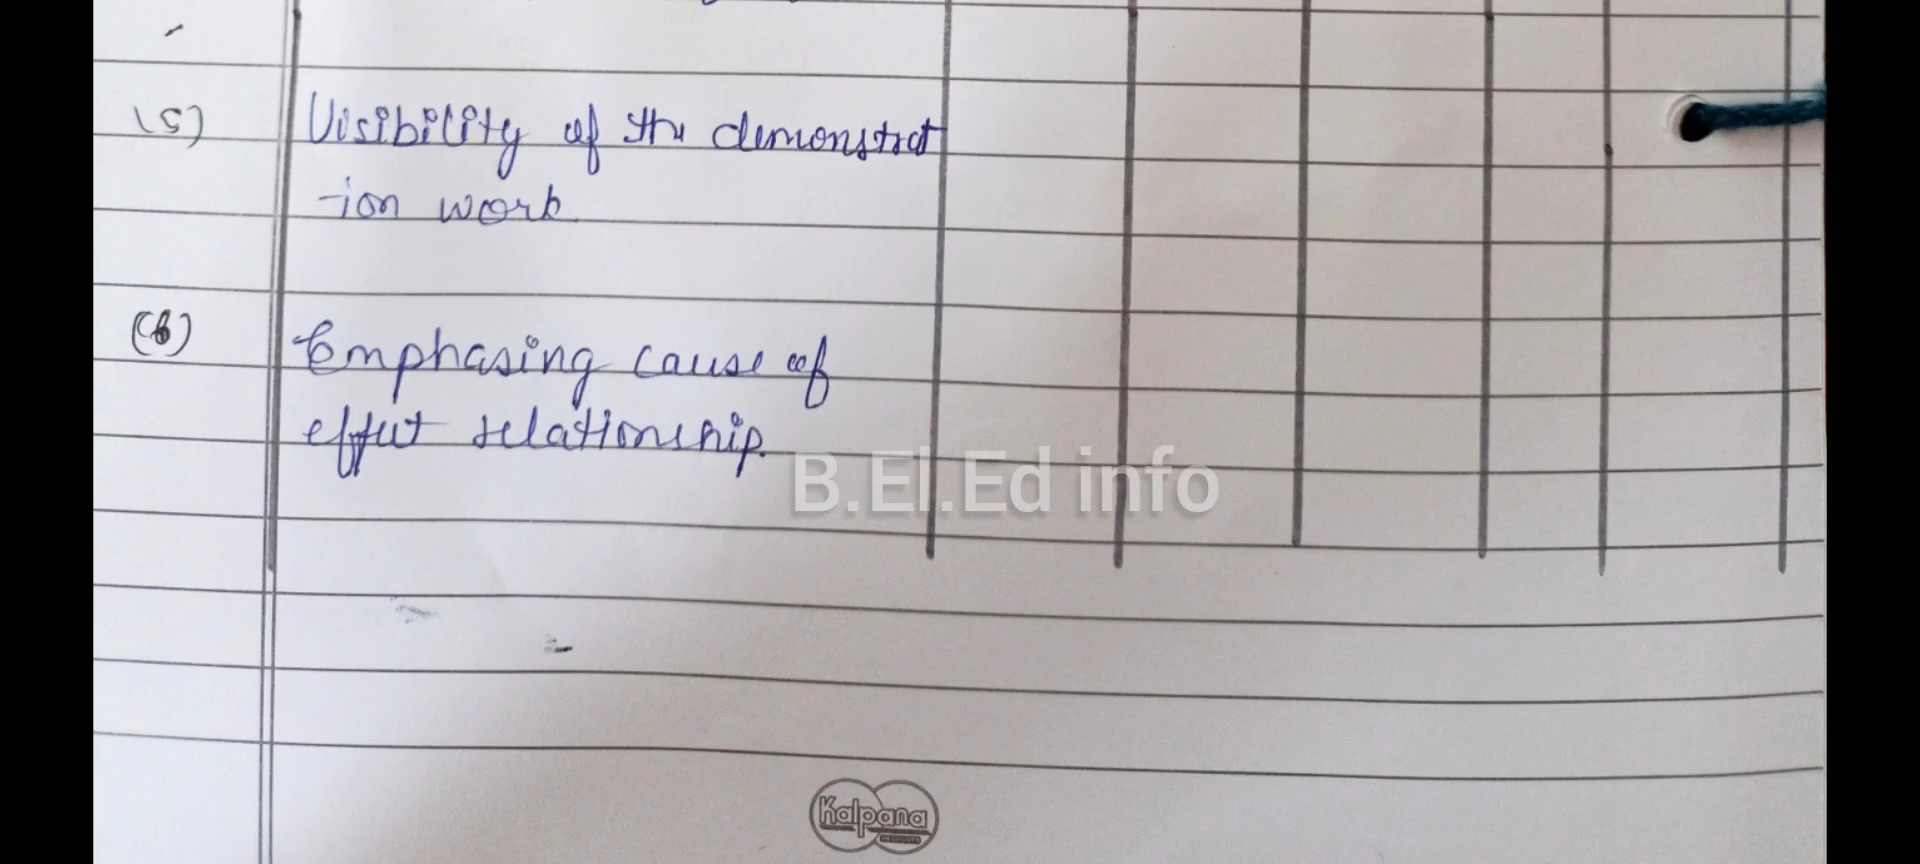 (5) Visibility of the demonstrat
-ion work
(6) Emphasing cause of
effect relationship.
B.El.Ed info
Kalpana